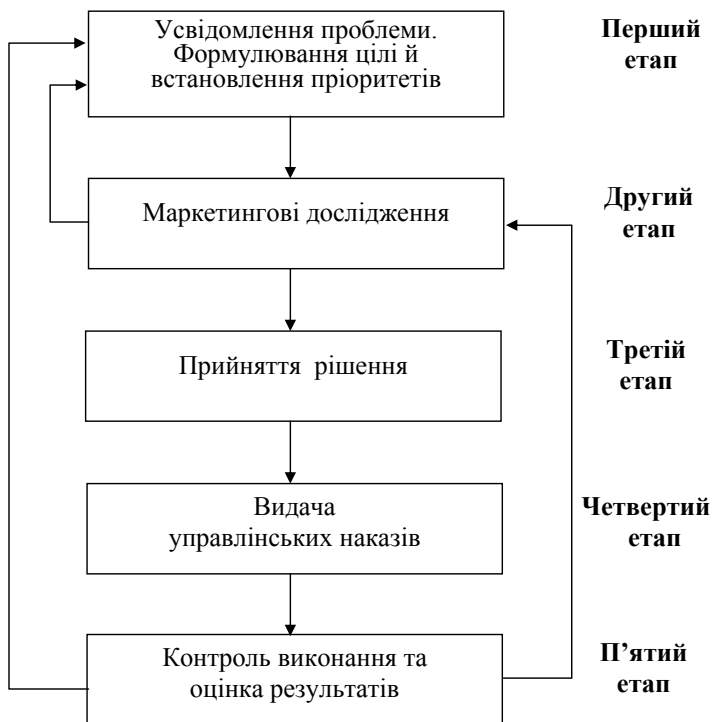 Усвідомлення проблеми.
Формулювання цілі й
встановлення пріоритетів
Перший
етап
Маркетингові дослідження
Другий
етап
Прийняття рішення
Третій
етап
Видача
управлінських наказів
Четвертий
етап
Контроль виконання та
оцінка результатів
П’ятий
етап